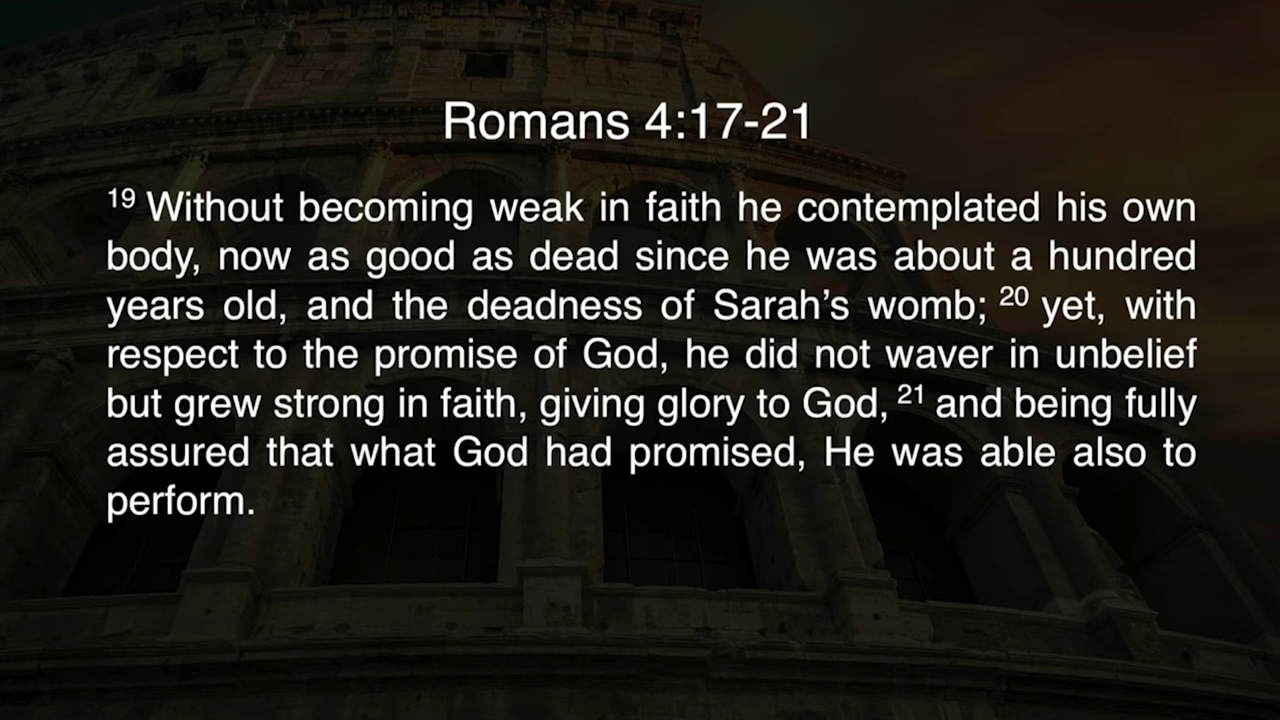 Romans 4:17-21
19 Without becoming weak in faith he contemplated his own
body, now as good as dead since he was about a hundred
years old, and the deadness of Sarah’s womb; 20 yet, with
respect to the promise of God, he did not waver in unbelief
but grew strong in faith, giving glory to God, 21 and being fully
assured that what God had promised, He was able also to
perform.